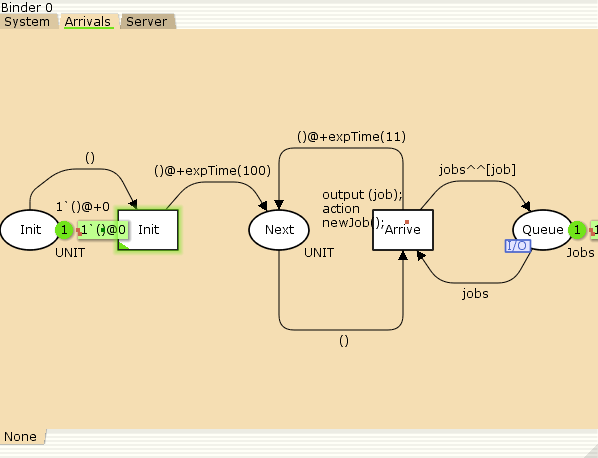 Binder 0
System Arrivals Server
()
()@+expTime(11)
()@+expTime(100)
jobs^^[job]
1`()@+0
output (job);
action
newJob();
Init
1
1`()@0
Init
Next
Arrive
Queue
1
1
I/O
UNIT
UNIT
Jobs
jobs
()
None